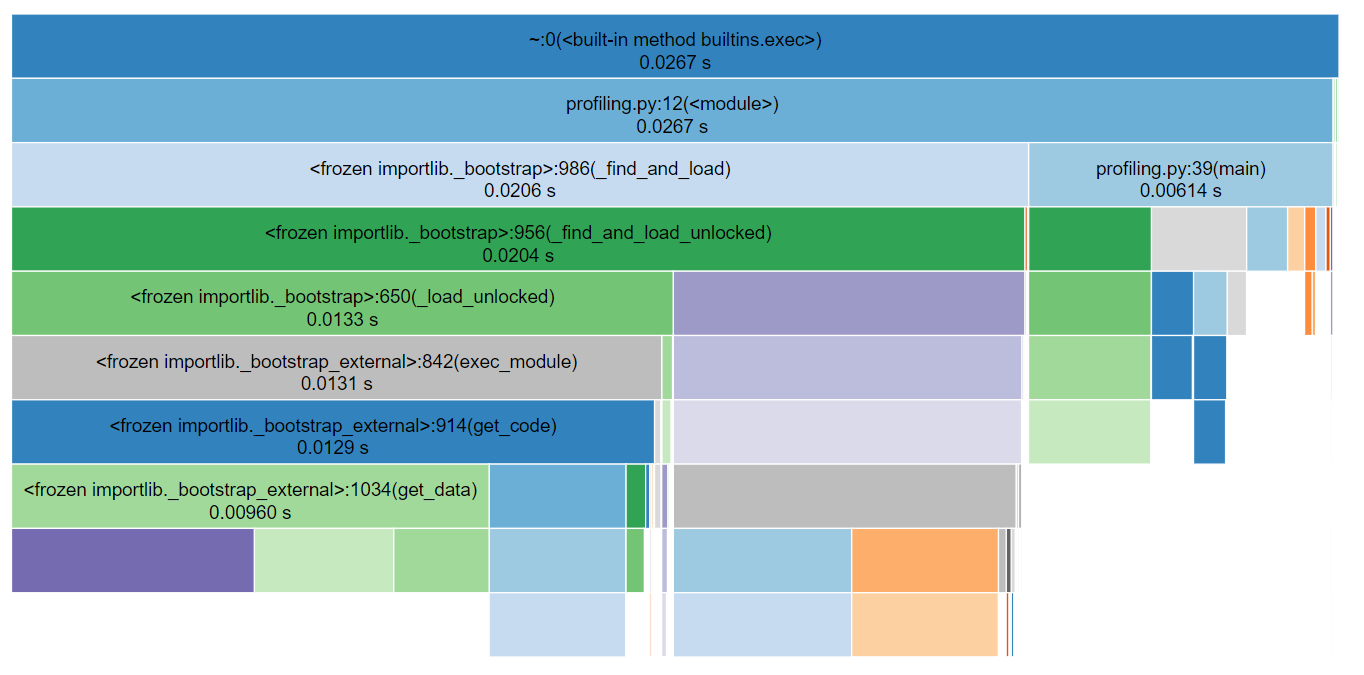 ~:0(<built-in method builtins.exec>)
0.0267 s
profiling.py:12(<module>)
0.0267 s
<frozen importlib._bootstrap>:986(_find_and_load)
0.0206 s
profiling.py:39(main)
0.00614 s
<frozen importlib._bootstrap>:956(_find_and_load_unlocked)
0.0204 s
<frozen importlib._bootstrap>:650(_load_unlocked)
0.0133 s
<frozen importlib._bootstrap_external>:842(exec_module)
0.0131 s
<frozen importlib._bootstrap_external>:914(get_code)
0.0129 s
<frozen importlib._bootstrap_external>:1034(get_data)
0.00960 s